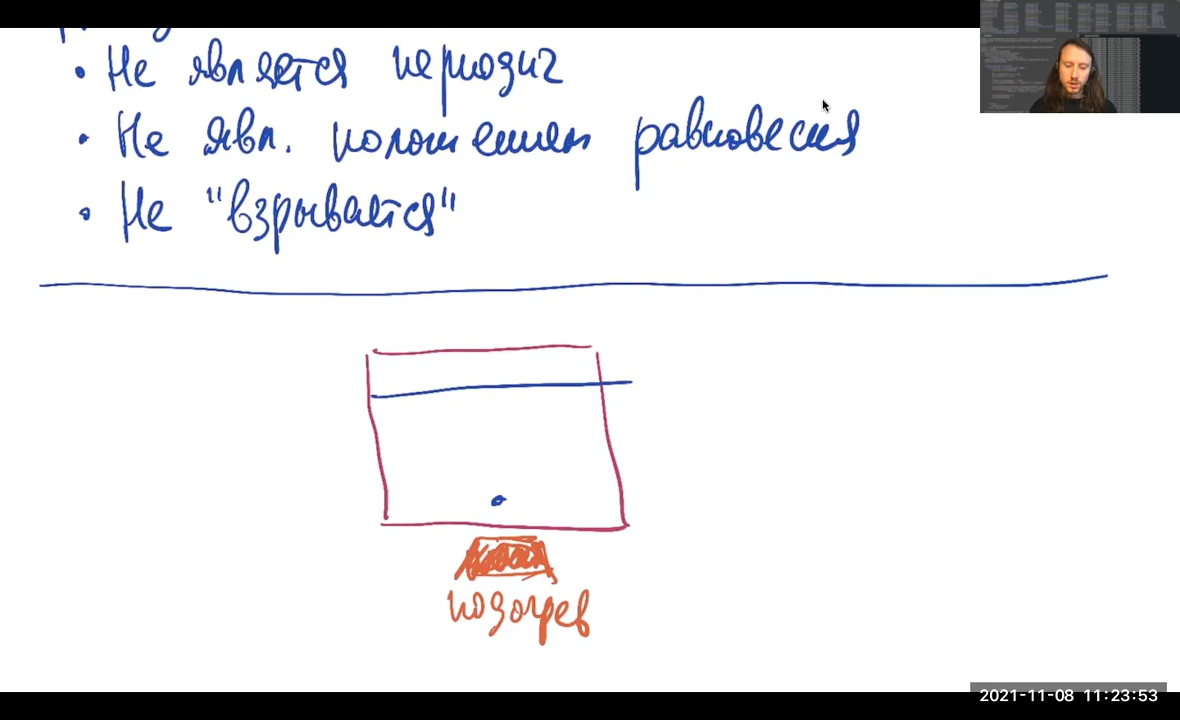 • Не является периодич
• Не явл. положением равновесия
• Не "взрывается"
подогрев
2021-11-08 11:23:53